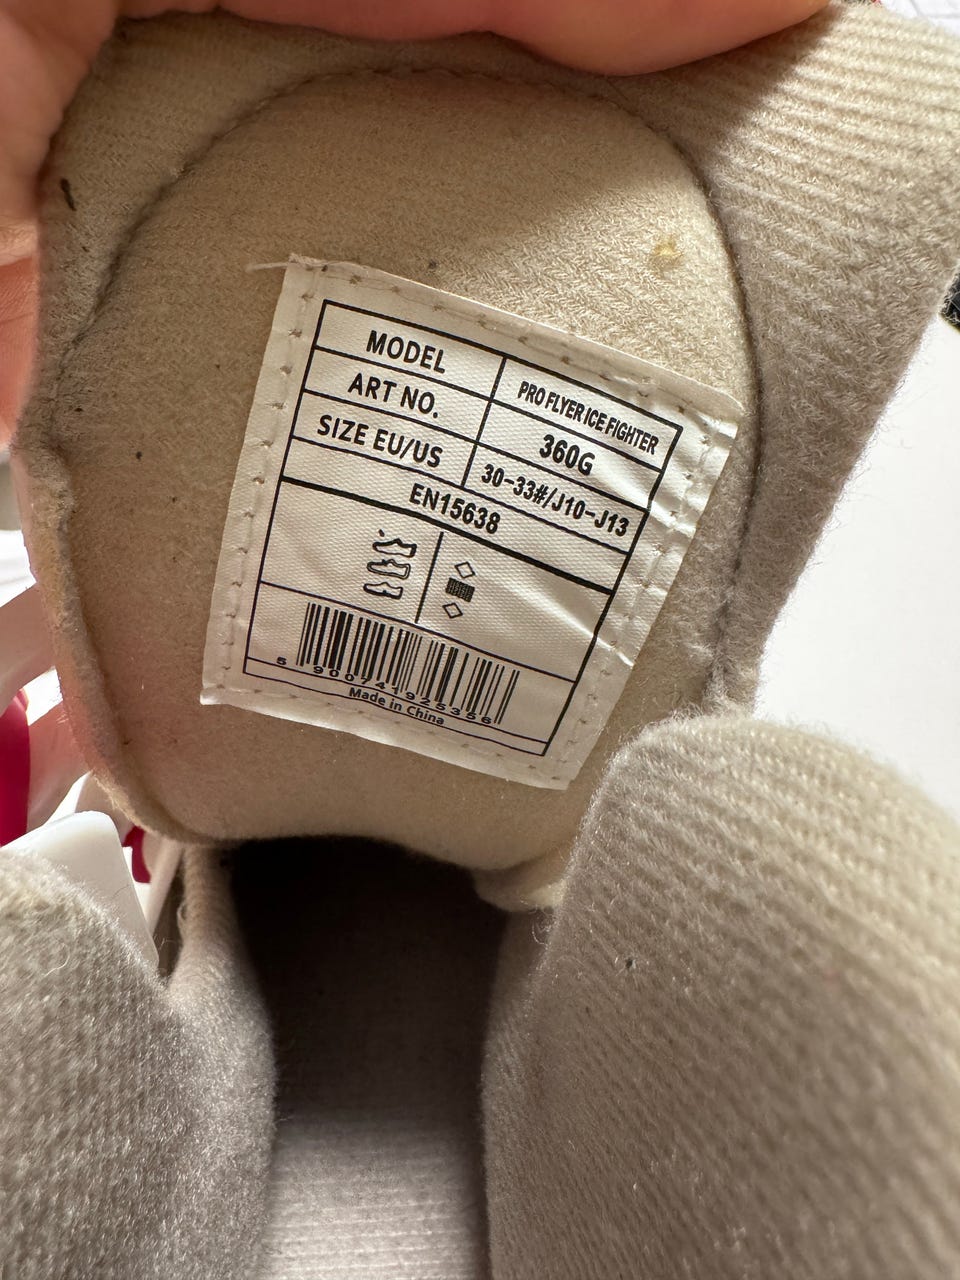 MODEL PRO FLYER ICE FIGHTER
ART NO. 360G
SIZE EU/US 30-33#/J10-J13
EN15638
5 900741 925356
Made in China